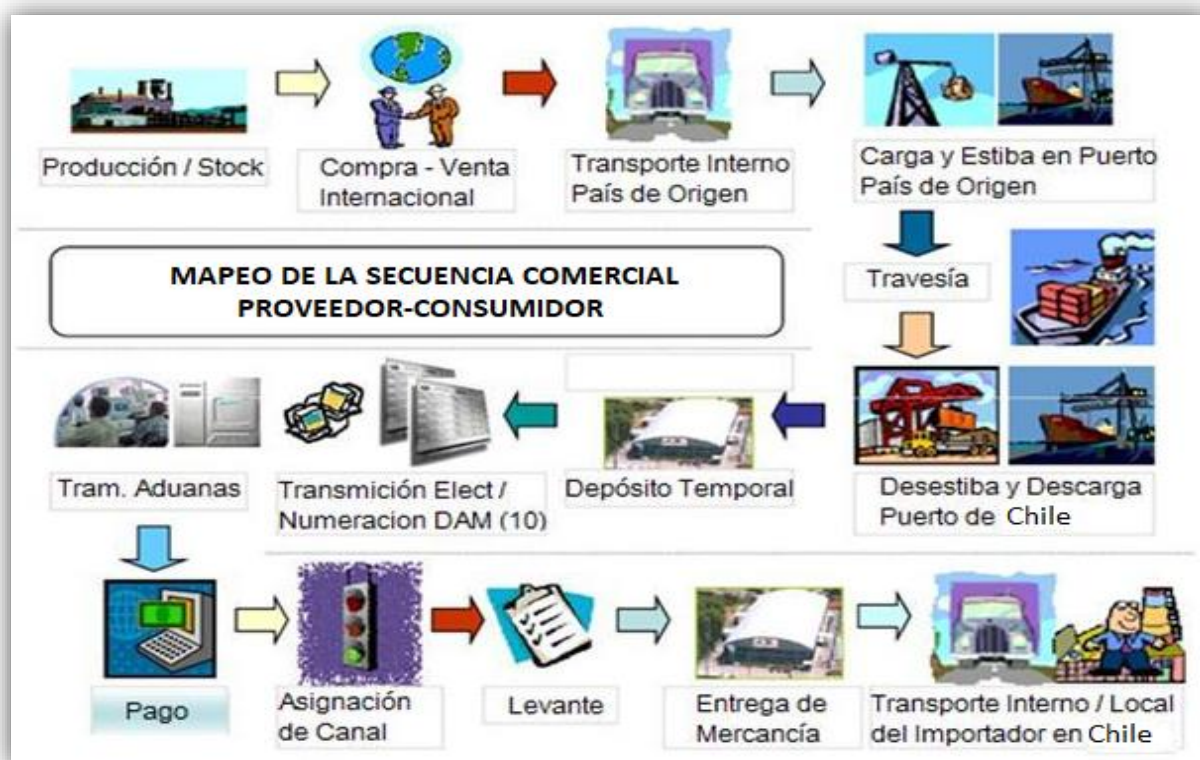 Producción / Stock
Compra - Venta
Internacional
Transporte Interno
País de Origen
Carga y Estiba en Puerto
País de Origen
MAPEO DE LA SECUENCIA COMERCIAL
PROVEEDOR-CONSUMIDOR
Travesía
Desestiba y Descarga
Puerto de Chile
Depósito Temporal
Transmición Elect /
Numeracion DAM (10)
Tram. Aduanas
Pago
Asignación
de Canal
Levante
Entrega de
Mercancía
Transporte Interno / Local
del Importador en Chile